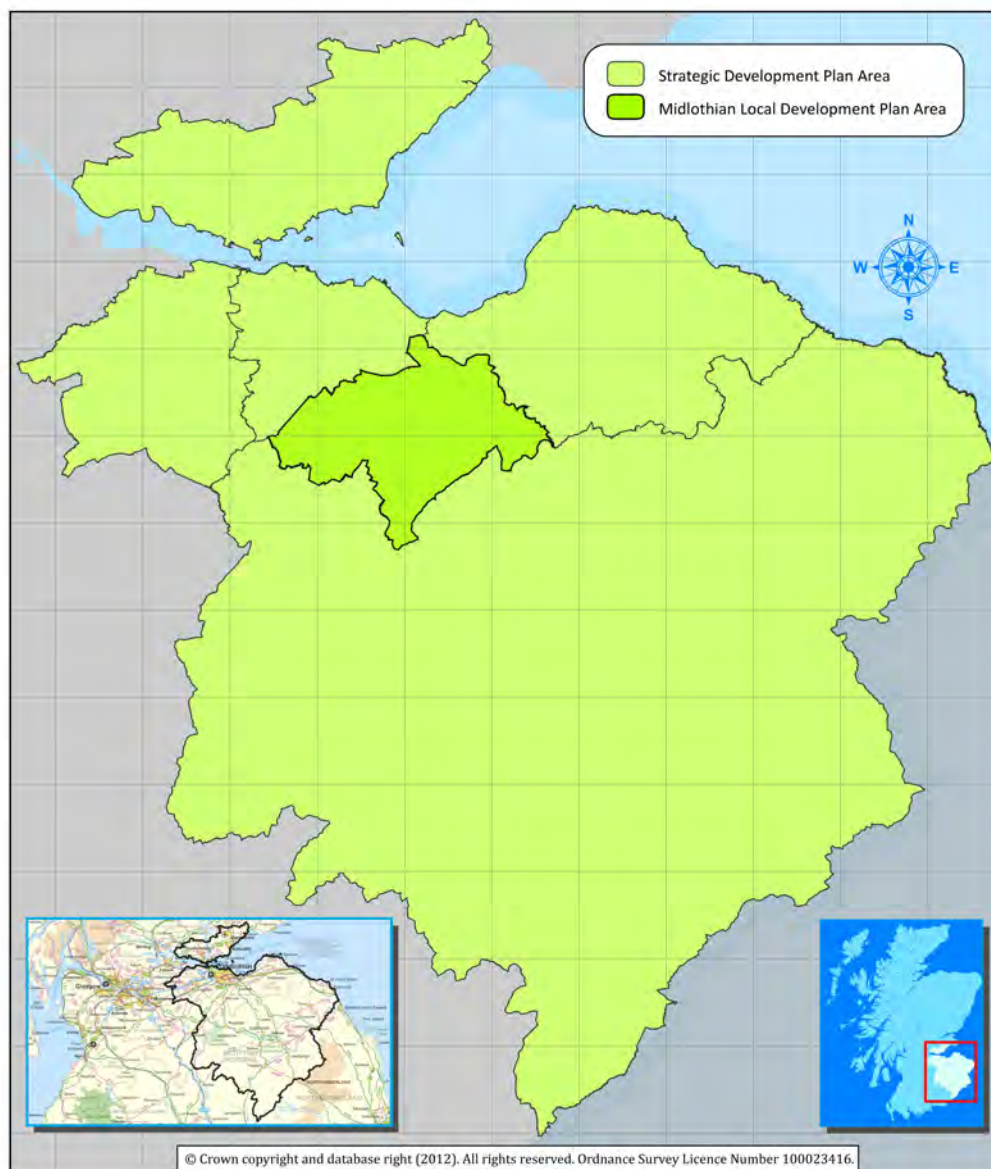 Strategic Development Plan Area
Midlothian Local Development Plan Area
N
W
E
S
© Crown copyright and database right (2012). All rights reserved. Ordnance Survey Licence Number 100023416.